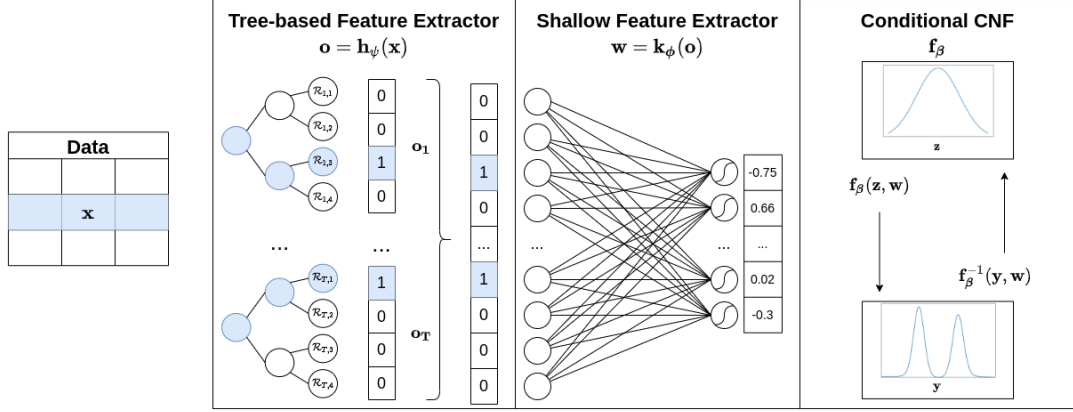 Data
x
Tree-based Feature Extractor
o = h_ψ(x)
R_{1,1}
R_{1,2}
R_{1,3}
R_{1,4}
0
0
1
0
o_1
...
...
R_{T,1}
R_{T,2}
R_{T,3}
R_{T,4}
1
0
0
0
o_T
0
0
1
0
...
1
0
0
0
Shallow Feature Extractor
w = k_ϕ(o)
...
...
-0.75
0.66
...
0.02
-0.3
Conditional CNF
f_β
z
f_β(z, w)
f_β^{-1}(y, w)
y